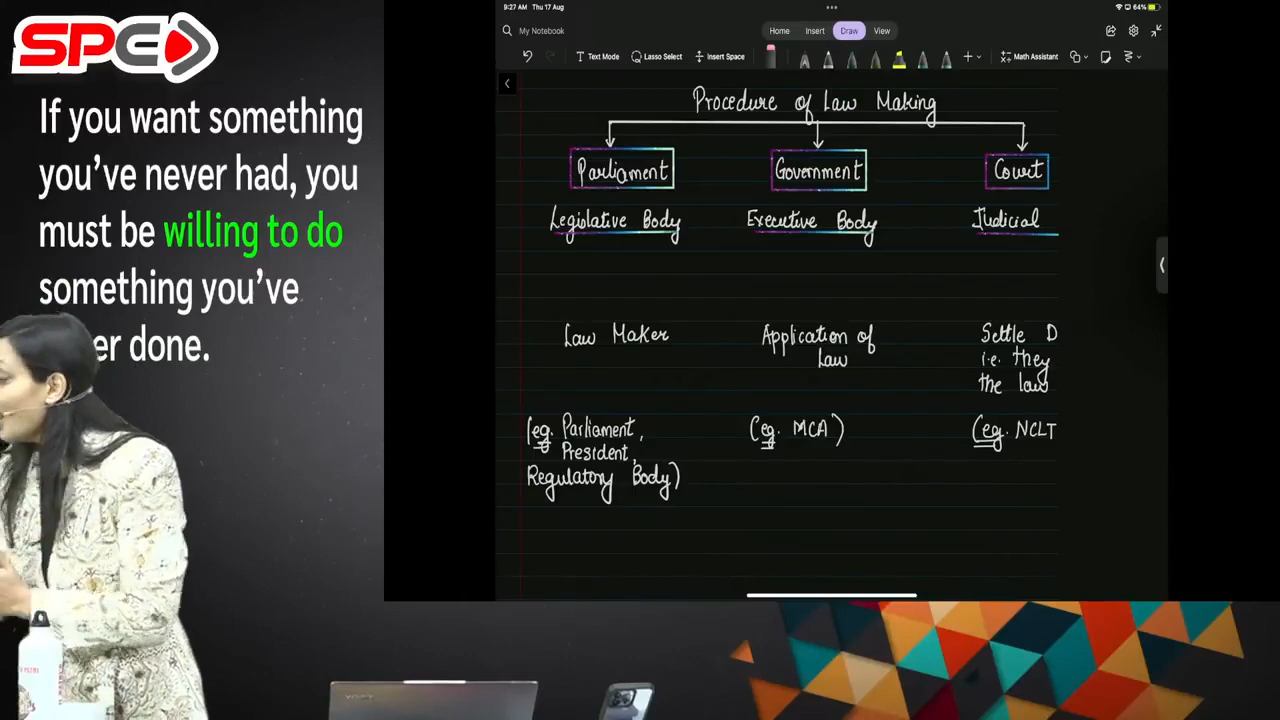 SPE
If you want something
you've never had, you
must be willing to do
something you've
er done.
9:27 AM Thu 17 Aug
64%
My Notebook
Home Insert Draw View
Text Mode Lasso Select Insert Space Math Assistant
Procedure of Law Making
Parliament Government Court
Legislative Body Executive Body Judicial
Law Maker Application of Settle D
Law i.e. they
the law
(eg. Parliament, (eg. MCA) (eg. NCLT
President,
Regulatory Body)